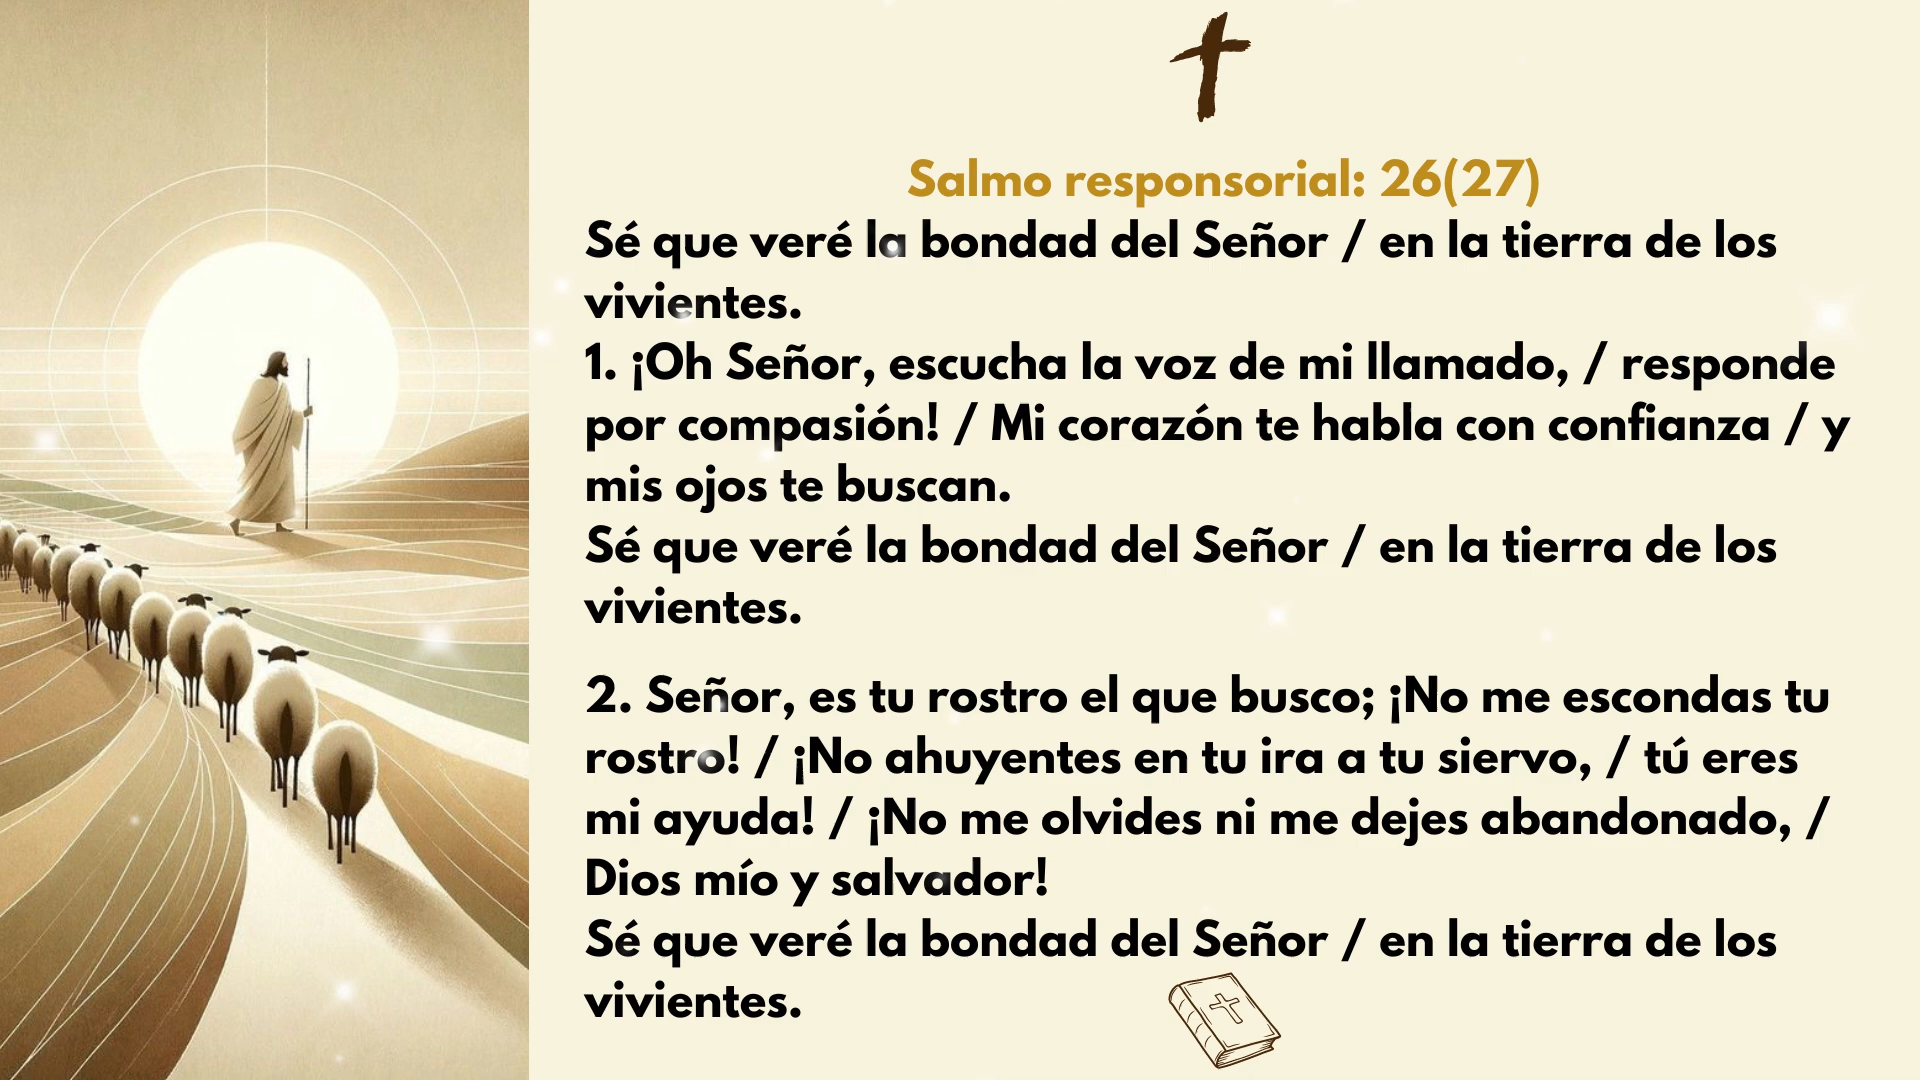 Salmo responsorial: 26(27)
Sé que veré la bondad del Señor / en la tierra de los
vivientes.
1. ¡Oh Señor, escucha la voz de mi llamado, / responde
por compasión! / Mi corazón te habla con confianza / y
mis ojos te buscan.
Sé que veré la bondad del Señor / en la tierra de los
vivientes.
2. Señor, es tu rostro el que busco; ¡No me escondas tu
rostro! / ¡No ahuyentes en tu ira a tu siervo, / tú eres
mi ayuda! / ¡No me olvides ni me dejes abandonado, /
Dios mío y salvador!
Sé que veré la bondad del Señor / en la tierra de los
vivientes.